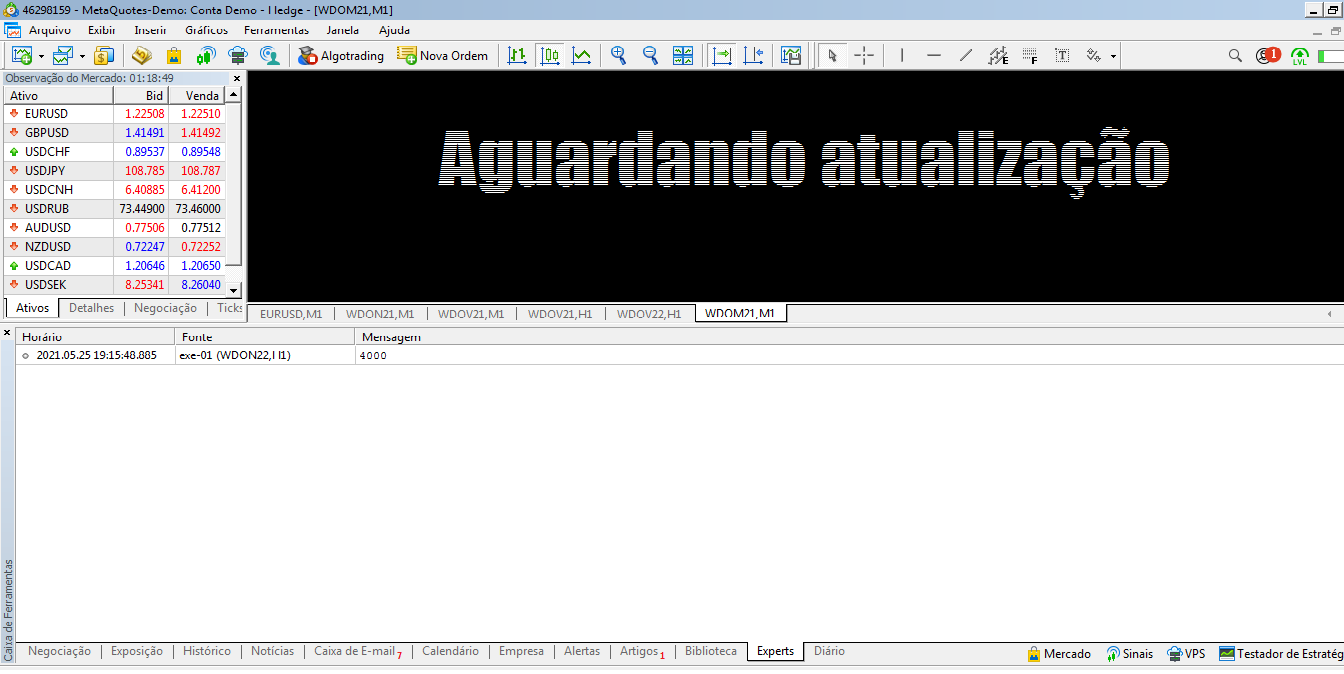 46298159 - MetaQuotes-Demo: Conta Demo - Hedge - [WDOM21,M1]
Arquivo Exibir Inserir Gráficos Ferramentas Janela Ajuda
Algotrading Nova Ordem 1 LVL
Observação do Mercado: 01:18:49
Ativo Bid Venda
EURUSD 1.22508 1.22510
GBPUSD 1.41491 1.41492
USDCHF 0.89537 0.89548
USDJPY 108.785 108.787
USDCNH 6.40885 6.41200
USDRUB 73.44900 73.46000
AUDUSD 0.77506 0.77512
NZDUSD 0.72247 0.72252
USDCAD 1.20646 1.20650
USDSEK 8.25341 8.26040
Ativos Detalhes Negociação Ticks
Aguardando atualização
EURUSD,M1 WDON21,M1 WDOV21,M1 WDOV21,H1 WDOV22,H1 WDOM21,M1
Horário Fonte Mensagem
2021.05.25 19:15:48.885 exe-01 (WDON22,H1) 4000
Caixa de Ferramentas
Negociação Exposição Histórico Notícias Caixa de E-mail 7 Calendário Empresa Alertas Artigos 1 Biblioteca Experts Diário
Mercado Sinais VPS Testador de Estratég